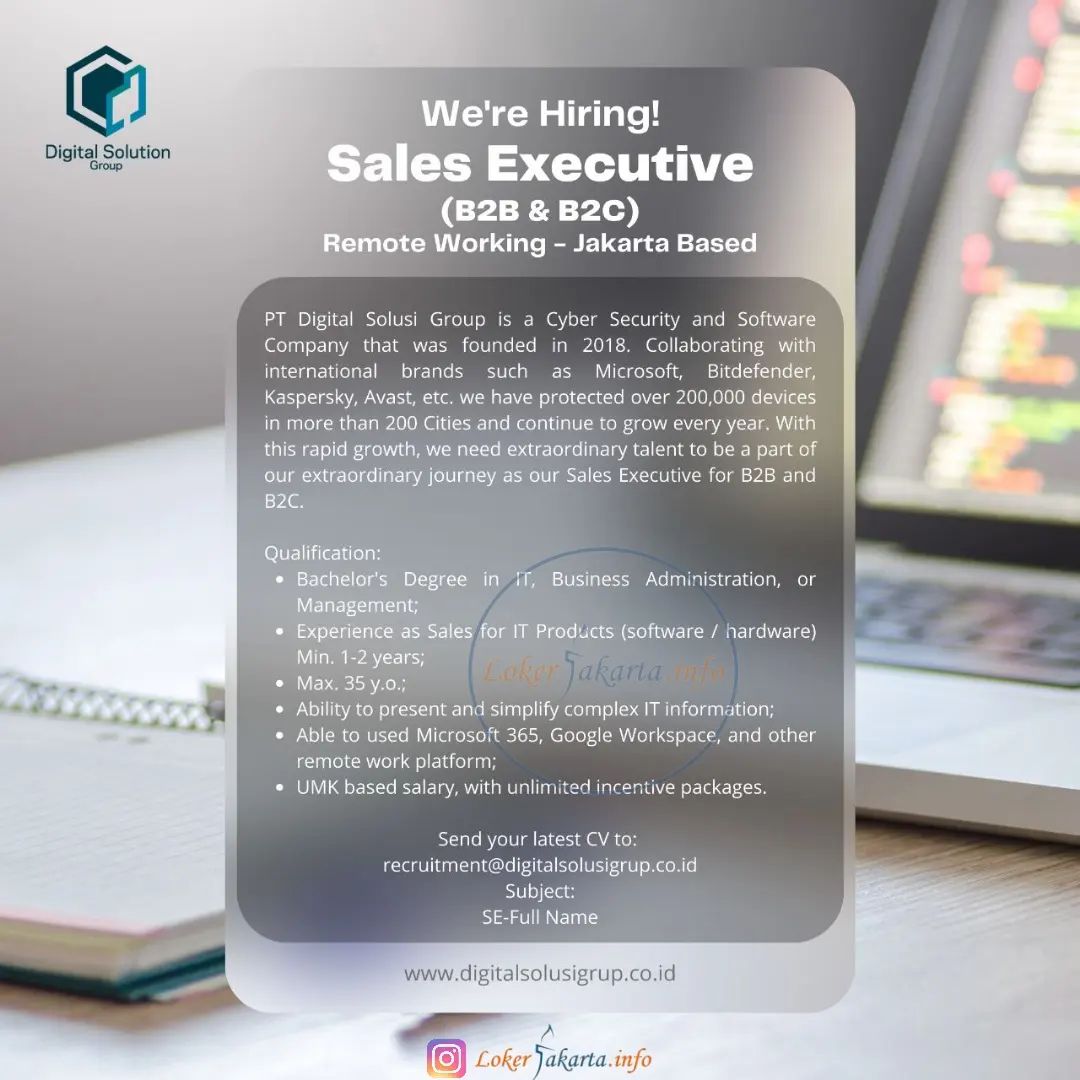 Digital Solution
Group
We're Hiring!
Sales Executive
(B2B & B2C)
Remote Working - Jakarta Based
PT Digital Solusi Group is a Cyber Security and Software
Company that was founded in 2018. Collaborating with
international brands such as Microsoft, Bitdefender,
Kaspersky, Avast, etc. we have protected over 200,000 devices
in more than 200 Cities and continue to grow every year. With
this rapid growth, we need extraordinary talent to be a part of
our extraordinary journey as our Sales Executive for B2B and
B2C.
Qualification:
• Bachelor's Degree in IT, Business Administration, or
Management;
• Experience as Sales for IT Products (software / hardware)
Min. 1-2 years;
• Max. 35 y.o.;
• Ability to present and simplify complex IT information;
• Able to used Microsoft 365, Google Workspace, and other
remote work platform;
• UMK based salary, with unlimited incentive packages.
Loker Jakarta.info
Send your latest CV to:
recruitment@digitalsolusigrup.co.id
Subject:
SE-Full Name
www.digitalsolusigrup.co.id
Loker Jakarta.info